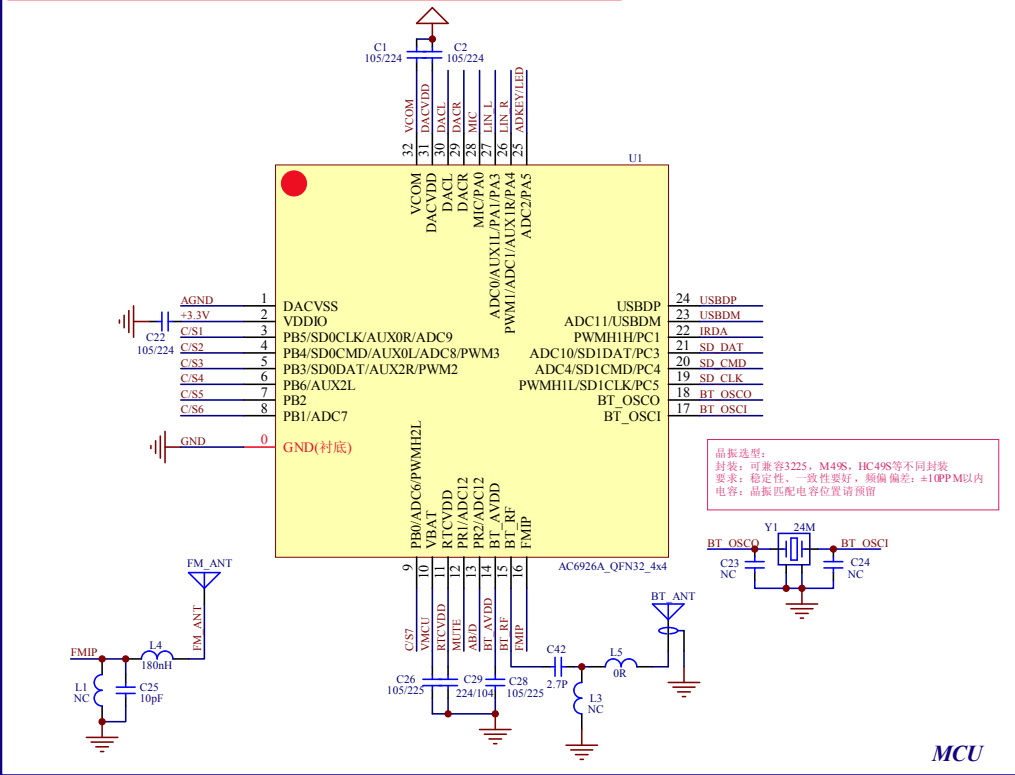 C1
105/224
C2
105/224
VCOM
DACVDD
DACL
DACR
MIC
LIN_L
LIN_R
ADKEY/LED
32
31
30
29
28
27
26
25
U1
VCOM
DACVDD
DACL
DACR
MIC/PA0
ADC0/AUX1L/PA1/PA3
PWM1/ADC1/AUX1R/PA4
ADC2/PA5
AGND 1 DACVSS
+3.3V 2 VDDIO
C/S1 3 PB5/SD0CLK/AUX0R/ADC9
C/S2 4 PB4/SD0CMD/AUX0L/ADC8/PWM3
C/S3 5 PB3/SD0DAT/AUX2R/PWM2
C/S4 6 PB6/AUX2L
C/S5 7 PB2
C/S6 8 PB1/ADC7
GND 0 GND(衬底)
C22
105/224
USBDP 24 USBDP
ADC11/USBDM 23 USBDM
PWMH1H/PC1 22 IRDA
ADC10/SD1DAT/PC3 21 SD_DAT
ADC4/SD1CMD/PC4 20 SD_CMD
PWMH1L/SD1CLK/PC5 19 SD_CLK
BT_OSCO 18 BT_OSCO
BT_OSCI 17 BT_OSCI
PB0/ADC6/PWMH2L
VBAT
RTCVDD
PR1/ADC12
PR2/ADC12
BT_AVDD
BT_RF
FMIP
9
10
11
12
13
14
15
16
AC6926A_QFN32_4x4
C/S7
VMCU
RTCVDD
MUTE
AB/D
BT_AVDD
BT_RF
FMIP
晶振选型:
封装: 可兼容3225, M49S, HC49S等不同封装
要求: 稳定性、一致性要好, 频偏偏差: ±10PPM以内
电容: 晶振匹配电容位置请预留
Y1 24M
BT_OSCO
BT_OSCI
C23
NC
C24
NC
FM_ANT
FM_ANT
FMIP
L4
180nH
L1
NC
C25
10pF
C26
105/225
C29
224/104
C28
105/225
C42
2.7P
L5
0R
L3
NC
BT_ANT
MCU